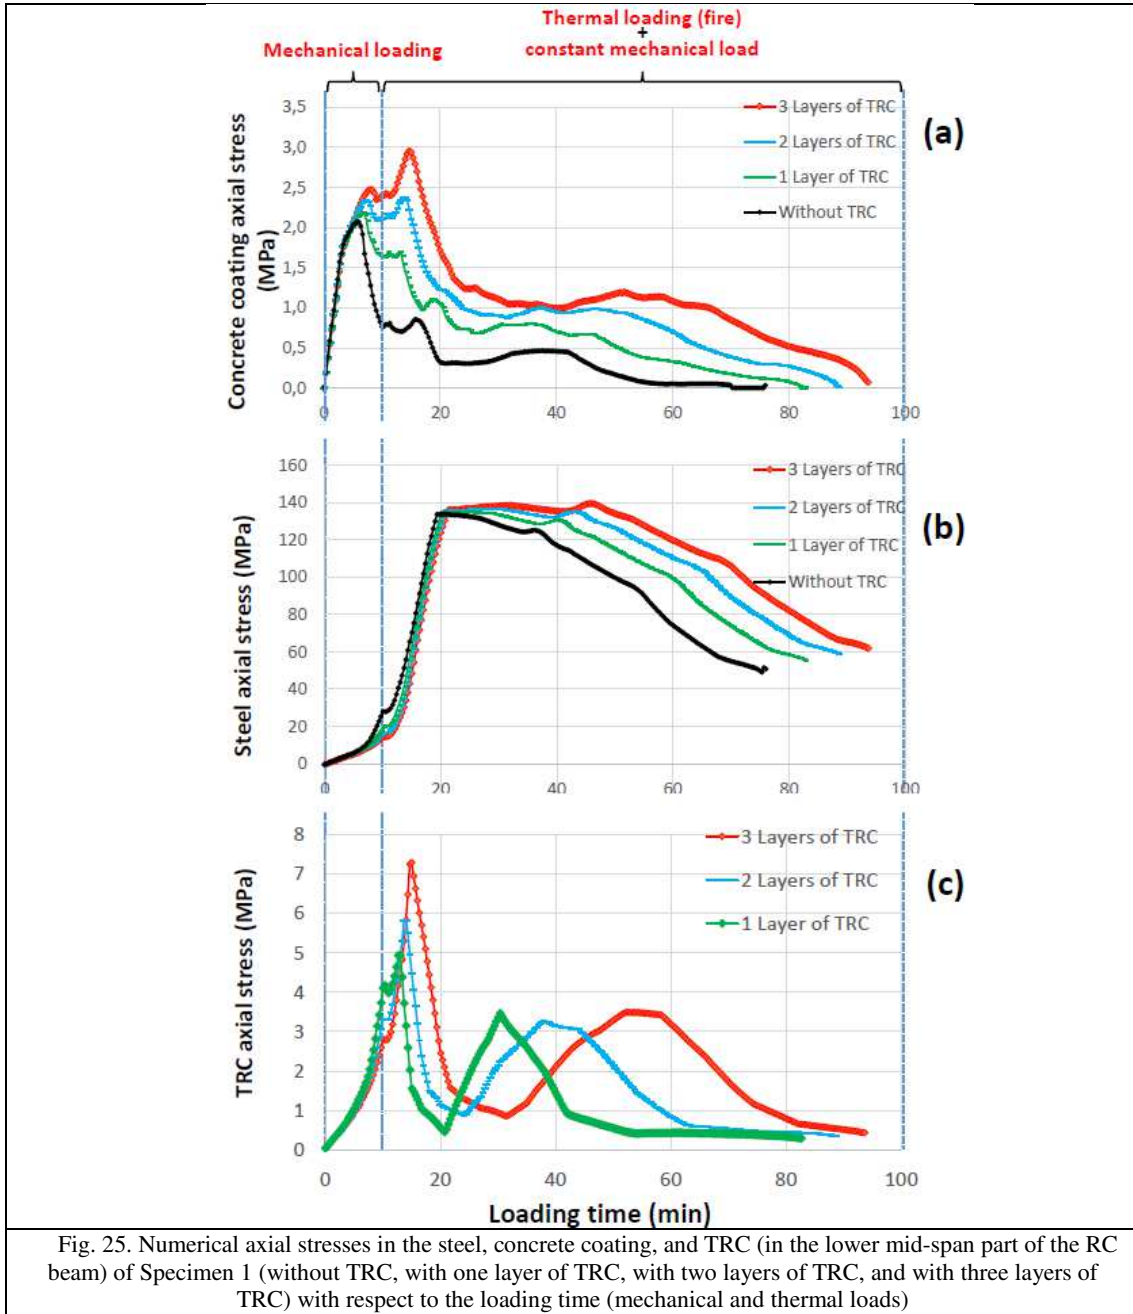 Thermal loading (fire)
+
Mechanical loading constant mechanical load
(a)
Concrete coating axial stress
(MPa)
3,5
3,0
2,5
2,0
1,5
1,0
0,5
0,0
3 Layers of TRC
2 Layers of TRC
1 Layer of TRC
Without TRC
0 20 40 60 80 100
(b)
Steel axial stress (MPa)
160
140
120
100
80
60
40
20
0
3 Layers of TRC
2 Layers of TRC
1 Layer of TRC
Without TRC
0 20 40 60 80 100
(c)
TRC axial stress (MPa)
8
7
6
5
4
3
2
1
0
3 Layers of TRC
2 Layers of TRC
1 Layer of TRC
0 20 40 60 80 100
Loading time (min)
Fig. 25. Numerical axial stresses in the steel, concrete coating, and TRC (in the lower mid-span part of the RC
beam) of Specimen 1 (without TRC, with one layer of TRC, with two layers of TRC, and with three layers of
TRC) with respect to the loading time (mechanical and thermal loads)